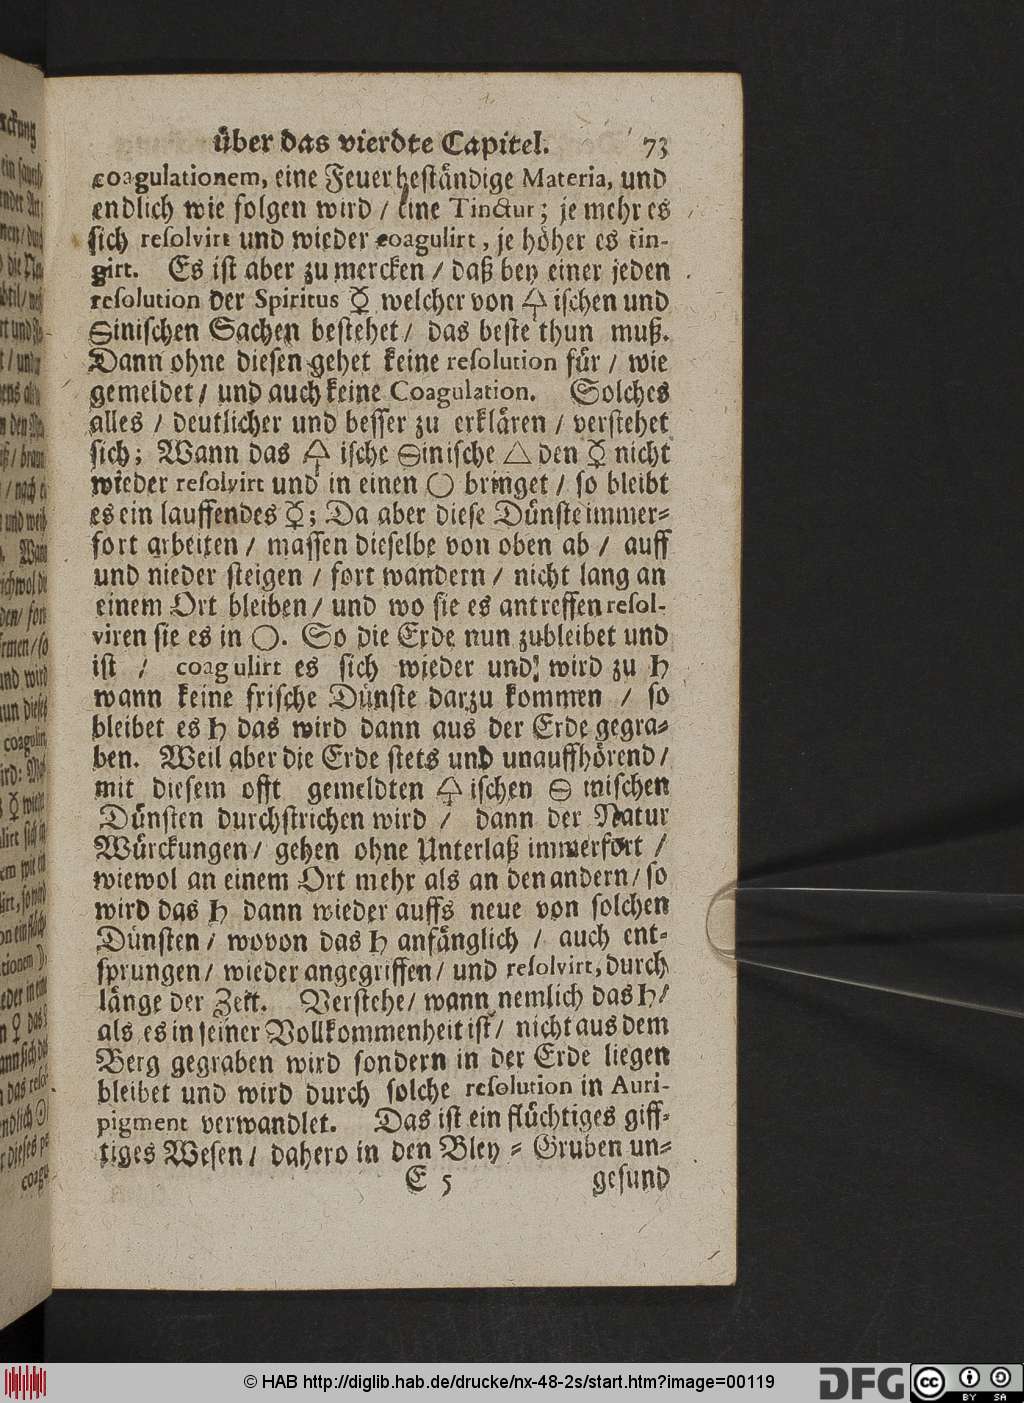 über das vierdte Capitel. 73
coagulationem, eine Feuer beständige Materia, und
endlich wie folgen wird / eine Tinctur; je mehr es
sich resolvirt und wieder coagulirt, je höher es tin-
girt. Es ist aber zu mercken / daß bey einer jeden
resolution der Spiritus ☿ welcher von 🜍 ischen und
🜔inischen Sachen bestehet / das beste thun muß.
Dann ohne diesen gehet keine resolution für / wie
gemeldet / und auch keine Coagulation. Solches
alles / deutlicher und besser zu erklären / verstehet
sich; Wann das 🜍 ische 🜔inische △ den ☿ nicht
wieder resolvirt und in einen ○ bringet / so bleibt
es ein lauffendes ☿; Da aber diese Dünste immer-
fort arbeiten / massen dieselbe von oben ab / auff
und nieder steigen / fort wandern / nicht lang an
einem Ort bleiben / und wo sie es antreffen resol-
viren sie es in ○. So die Erde nun zubleibet und
ist / coagulirt es sich wieder und wird zu ♄
wann keine frische Dünste darzu kommen / so
bleibet es ♄ das wird dann aus der Erde gegra-
ben. Weil aber die Erde stets und unauffhörend /
mit diesem offt gemeldten 🜍 ischen 🜔 inischen
Dünsten durchstrichen wird / dann der Natur
Würckungen / gehen ohne Unterlaß immerfort /
wiewol an einem Ort mehr als an den andern / so
wird das ♄ dann wieder auffs neue von solchen
Dünsten / wovon das ♄ anfänglich / auch ent-
sprungen / wieder angegriffen / und resolvirt, durch
länge der Zeit. Verstehe / wann nemlich das ♄ /
als es in seiner Vollkommenheit ist / nicht aus dem
Berg gegraben wird sondern in der Erde liegen
bleibet und wird durch solche resolution in Auri-
pigment verwandlet. Das ist ein flüchtiges giff-
tiges Wesen / dahero in den Bley-Gruben un-
E 5 gesund
© HAB http://diglib.hab.de/drucke/nx-48-2s/start.htm?image=00119
DFG
cc BY SA